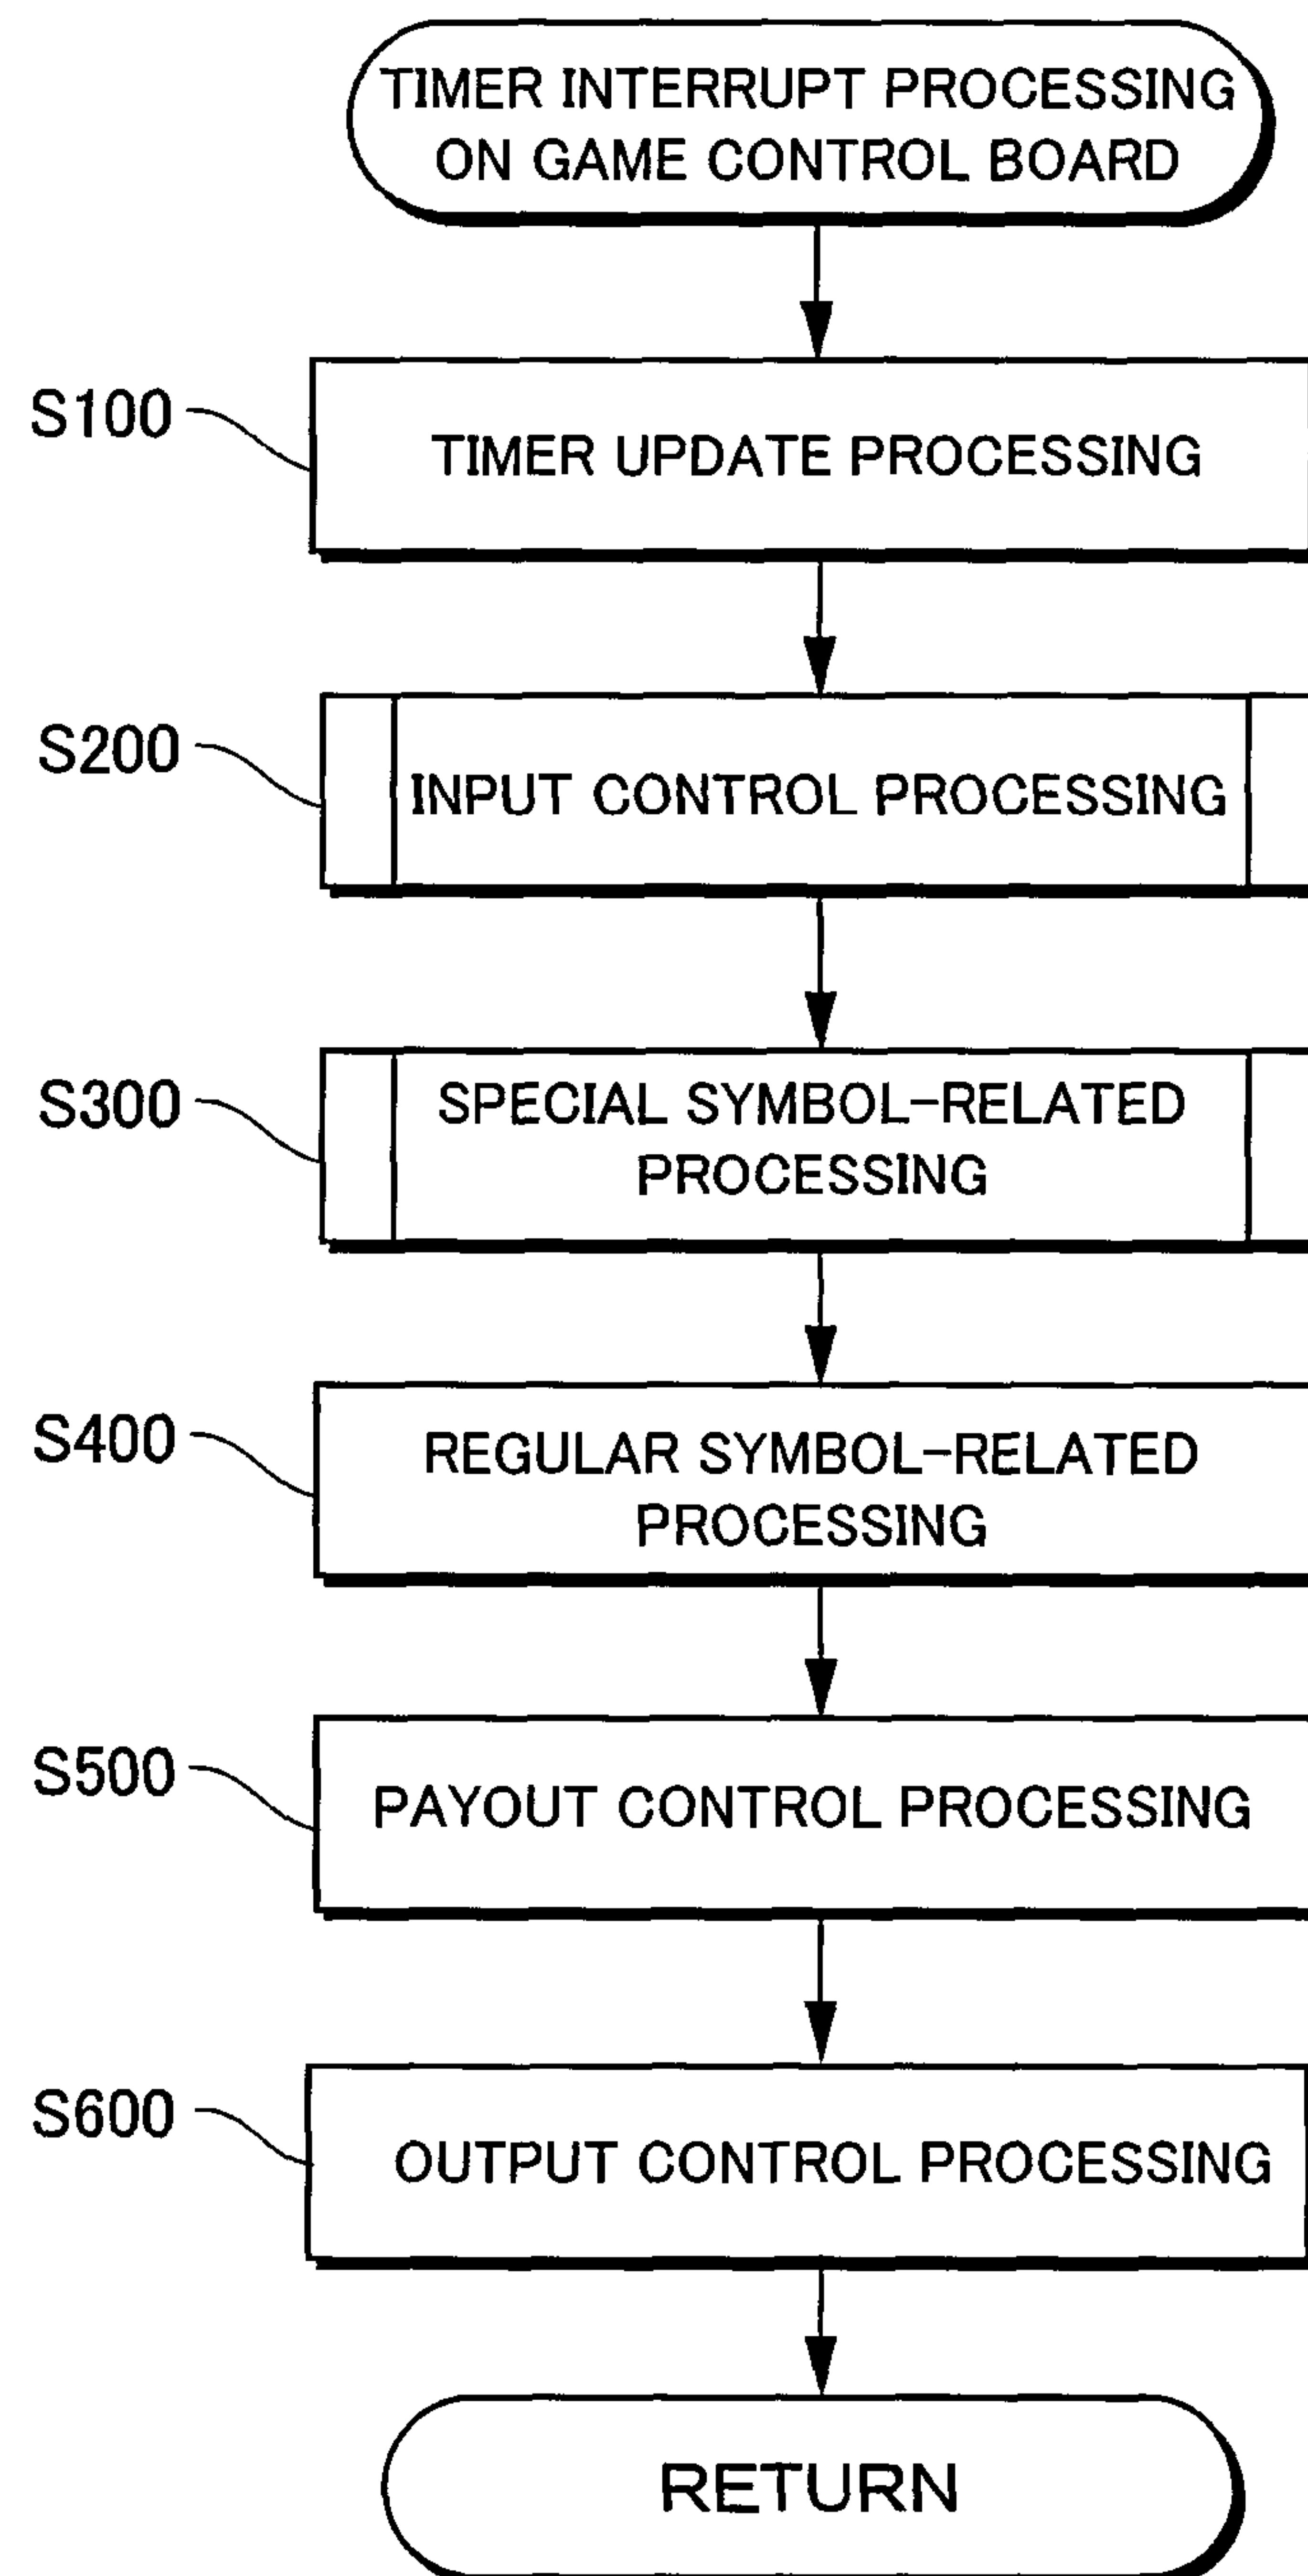 TIMER INTERRUPT PROCESSING
ON GAME CONTROL BOARD
S100
TIMER UPDATE PROCESSING
S200
INPUT CONTROL PROCESSING
S300
SPECIAL SYMBOL-RELATED
PROCESSING
S400
REGULAR SYMBOL-RELATED
PROCESSING
S500
PAYOUT CONTROL PROCESSING
S600
OUTPUT CONTROL PROCESSING
RETURN